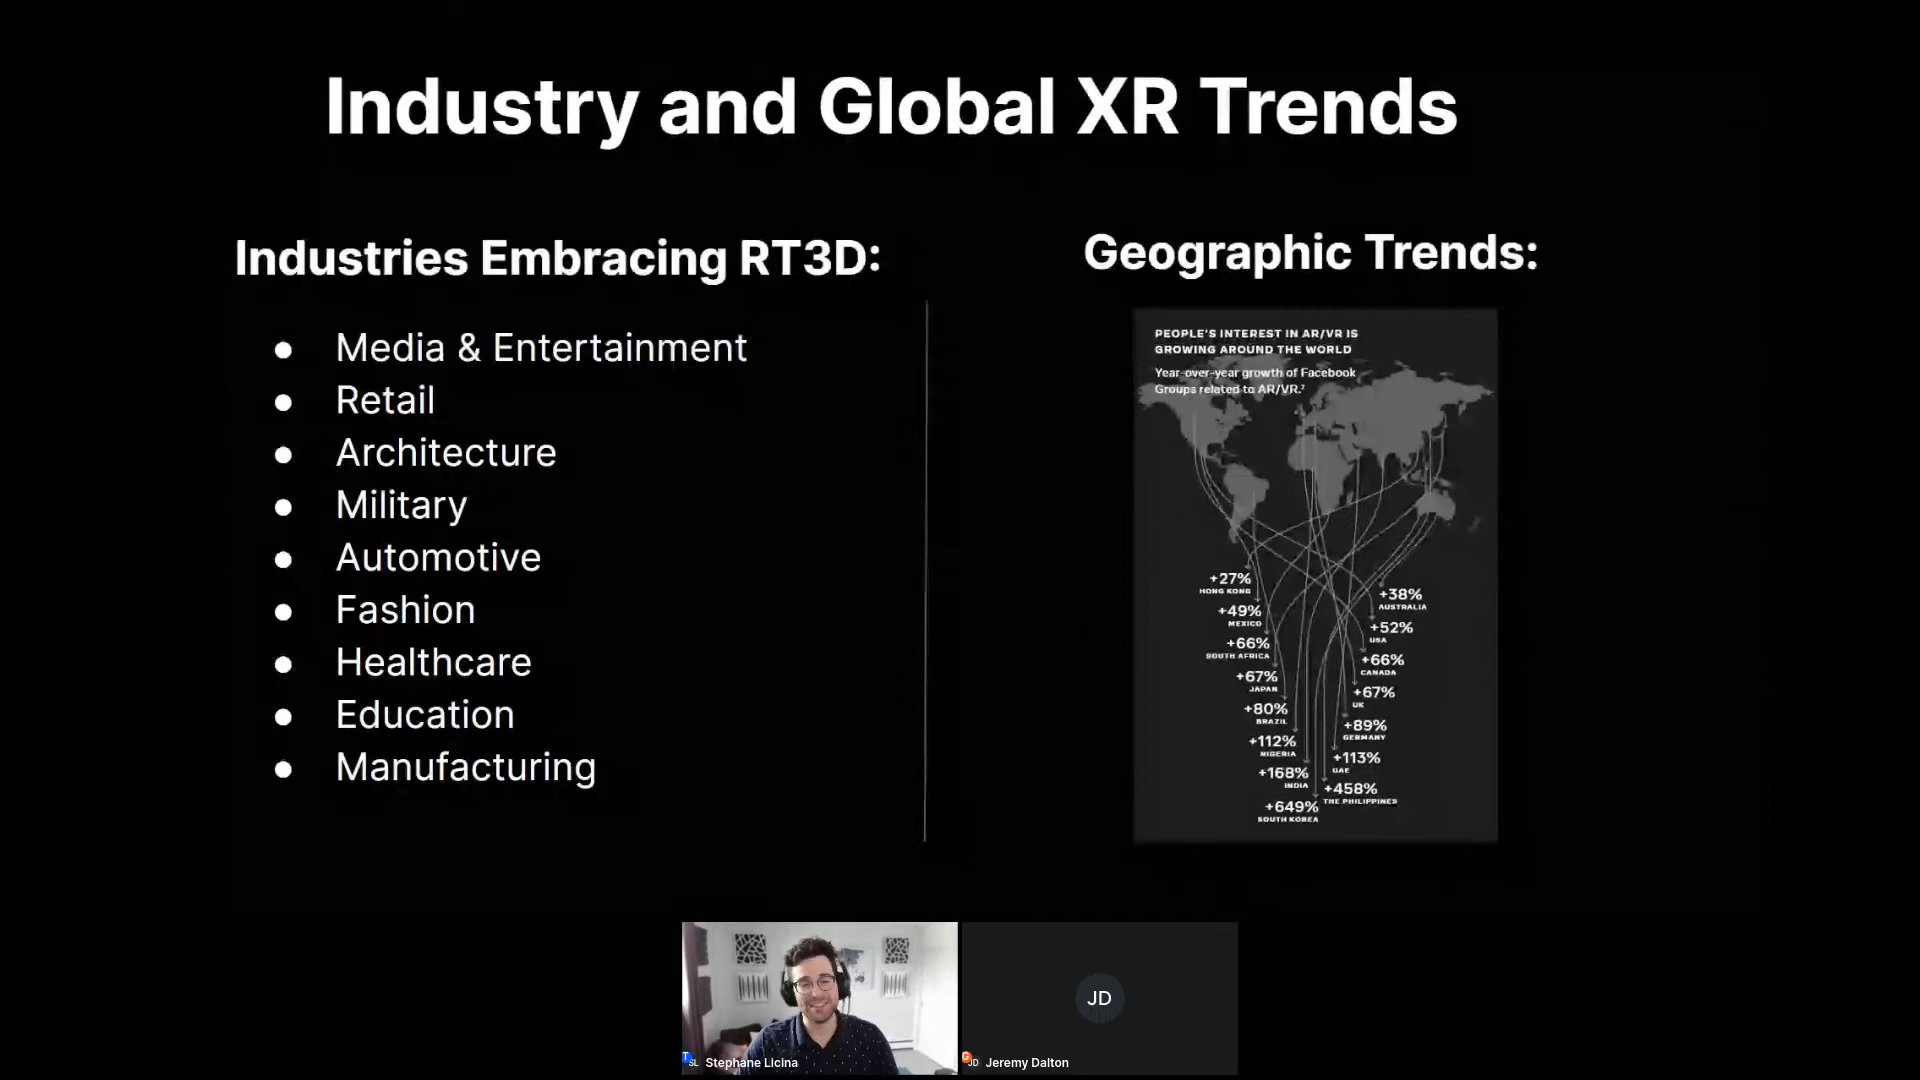 Industry and Global XR Trends
Industries Embracing RT3D:
Media & Entertainment
Retail
Architecture
Military
Automotive
Fashion
Healthcare
Education
Manufacturing
Geographic Trends:
PEOPLE'S INTEREST IN AR/VR IS
GROWING AROUND THE WORLD
Year-over-year growth of Facebook
Groups related to AR/VR.7
+27%
HONG KONG
+49%
MEXICO
+66%
SOUTH AFRICA
+67%
JAPAN
+80%
BRAZIL
+112%
NIGERIA
+168%
INDIA
+649%
SOUTH KOREA
+38%
AUSTRALIA
+52%
USA
+66%
CANADA
+67%
UK
+89%
GERMANY
+113%
UAE
+458%
THE PHILIPPINES
T SL Stephane Licina
JD
G JD Jeremy Dalton